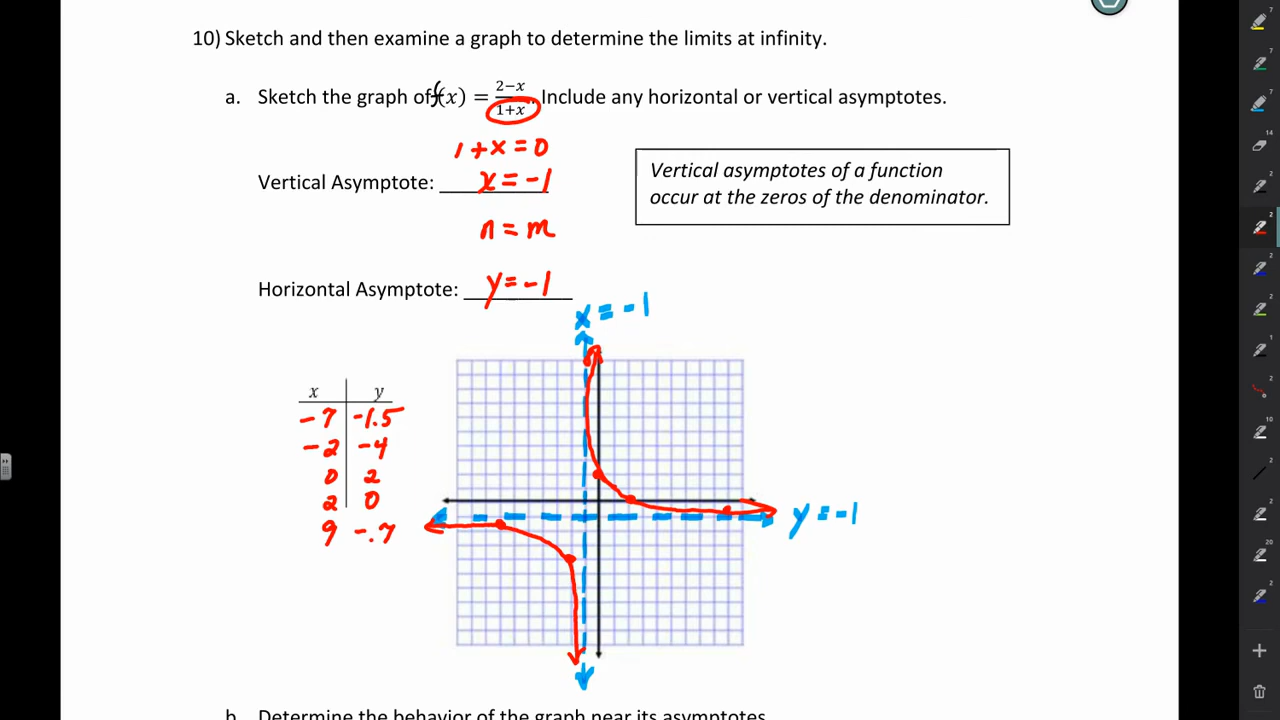 10) Sketch and then examine a graph to determine the limits at infinity.
a. Sketch the graph of f(x) = 2−x / 1+x. Include any horizontal or vertical asymptotes.
1 + x = 0
Vertical Asymptote: x = -1
Vertical asymptotes of a function
occur at the zeros of the denominator.
n = m
Horizontal Asymptote: y = -1
x = -1
x y
-7 -1.5
-2 -4
0 2
2 0
9 -.7
y = -1
b. Determine the behavior of the graph near its asymptotes.